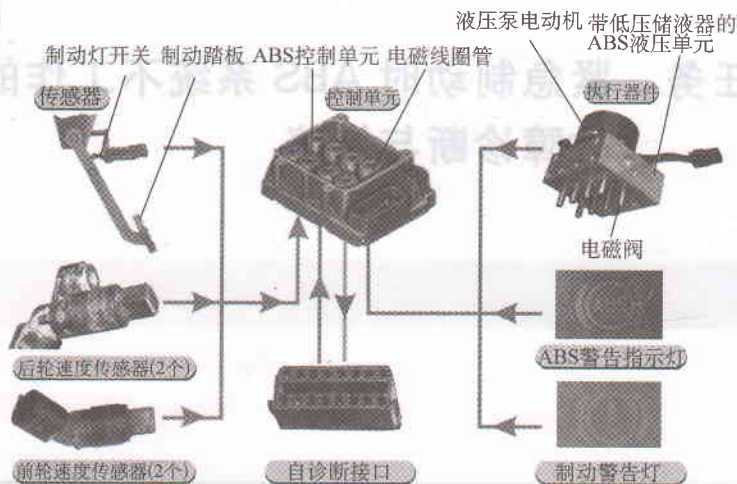 液压泵电动机 带低压储液器的
ABS液压单元
制动灯开关 制动踏板 ABS控制单元 电磁线圈管
传感器
控制单元
执行器件
电磁阀
后轮速度传感器(2个)
ABS警告指示灯
前轮速度传感器(2个)
自诊断接口
制动警告灯